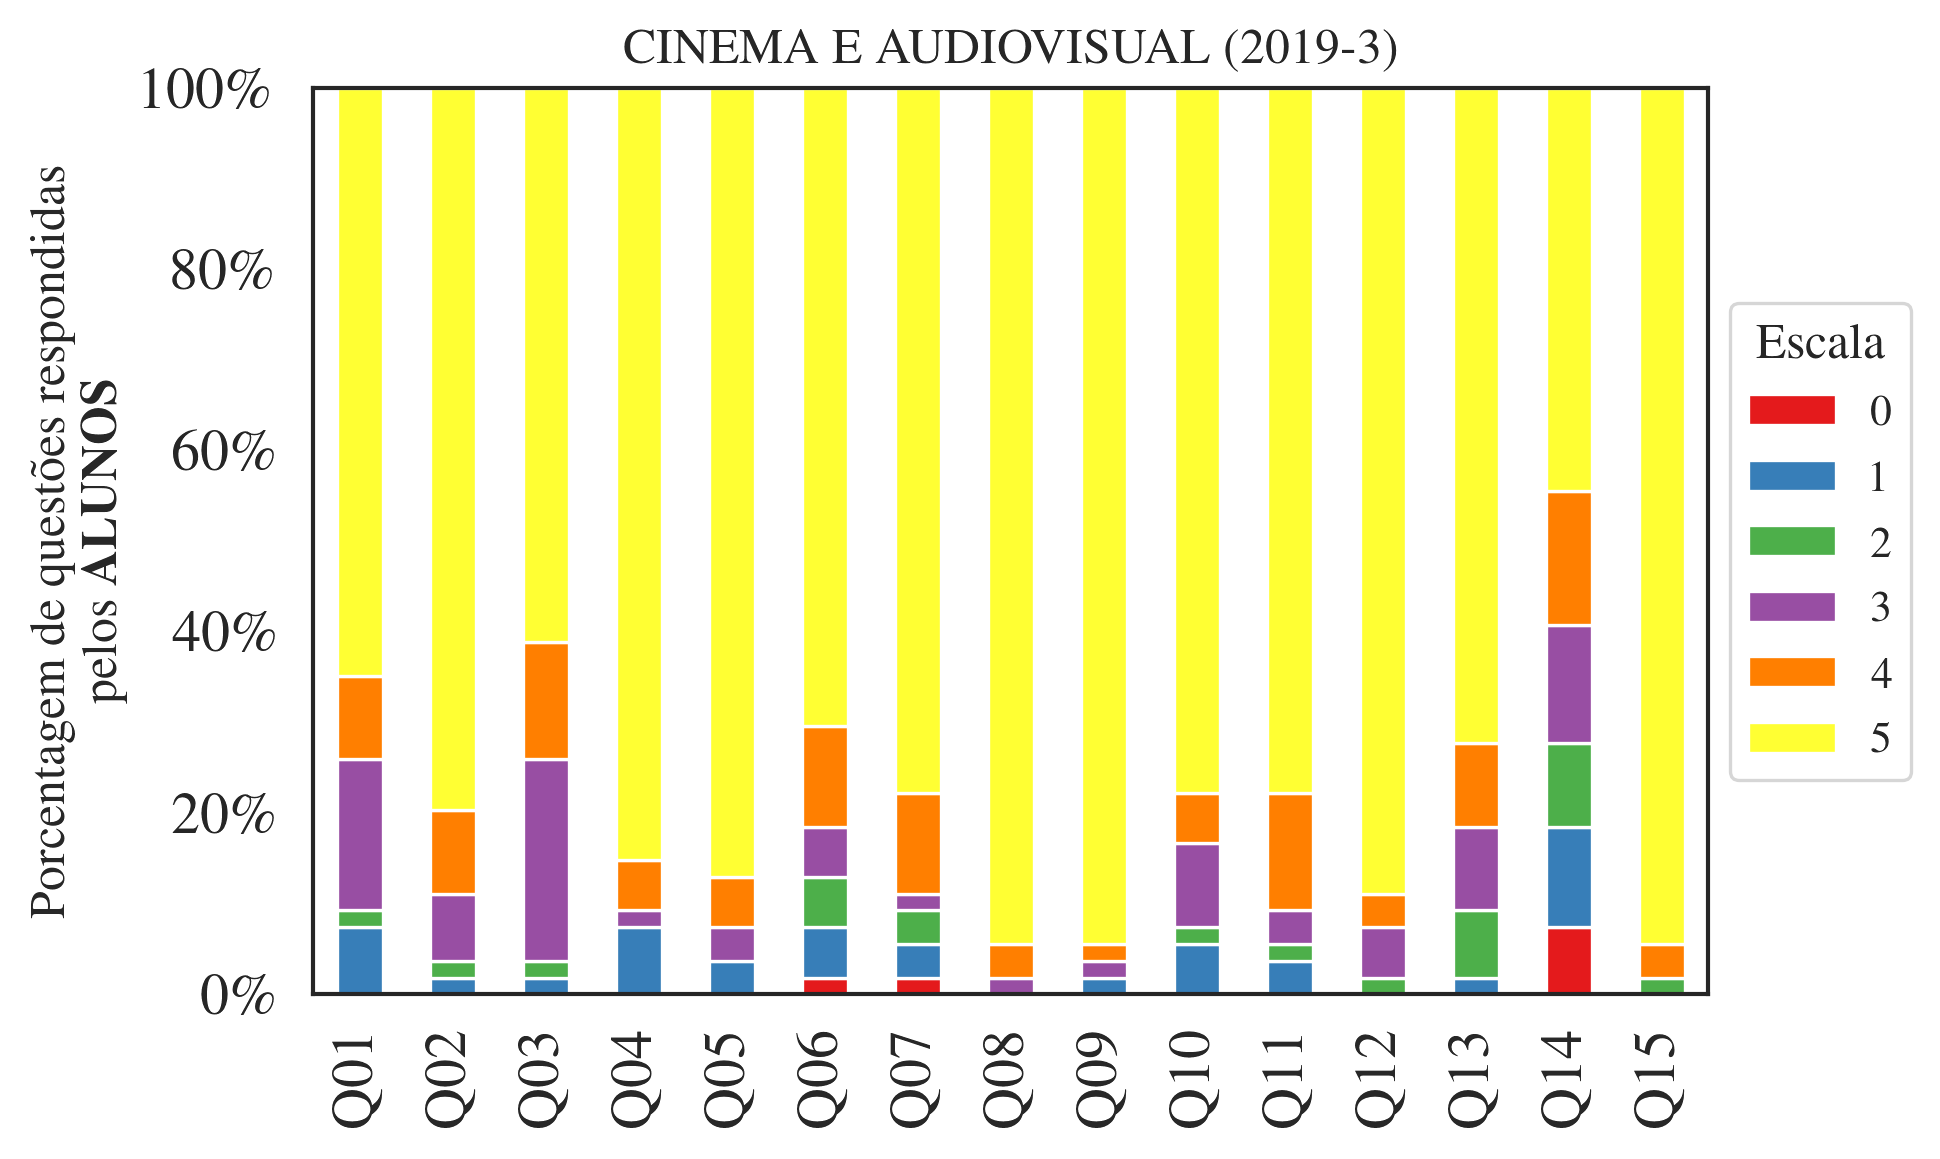 CINEMA E AUDIOVISUAL (2019-3)
Porcentagem de questões respondidas
pelos ALUNOS
100%
80%
60%
40%
20%
0%
Q01
Q02
Q03
Q04
Q05
Q06
Q07
Q08
Q09
Q10
Q11
Q12
Q13
Q14
Q15
Escala
0
1
2
3
4
5